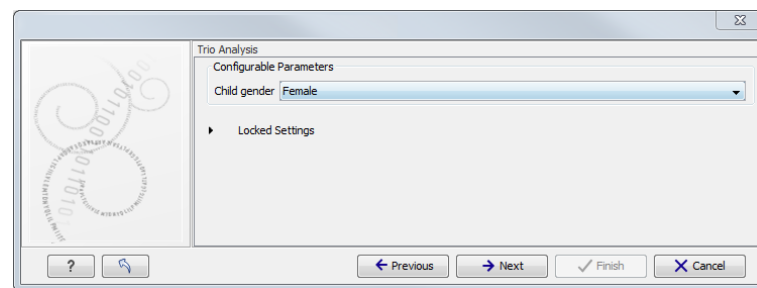 Trio Analysis
Configurable Parameters
Child gender Female
Locked Settings
? Previous Next Finish Cancel